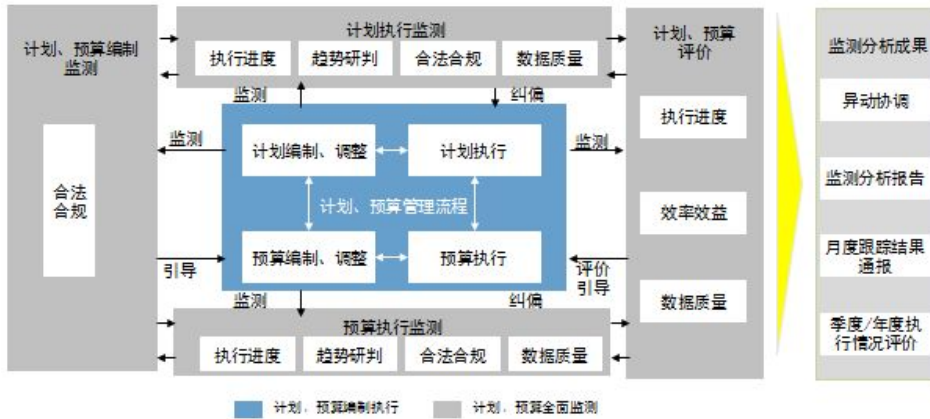 计划、预算编制
监测
合法
合规
计划执行监测
执行进度
趋势研判
合法合规
数据质量
监测
纠偏
监测
计划编制、调整
计划执行
计划、预算管理流程
预算编制、调整
预算执行
监测
引导
评价
引导
监测
纠偏
预算执行监测
执行进度
趋势研判
合法合规
数据质量
计划、预算
评价
执行进度
效率效益
数据质量
监测分析成果
异动协调
监测分析报告
月度跟踪结果
通报
季度/年度执
行情况评价
计划、预算编制执行
计划、预算全面监测